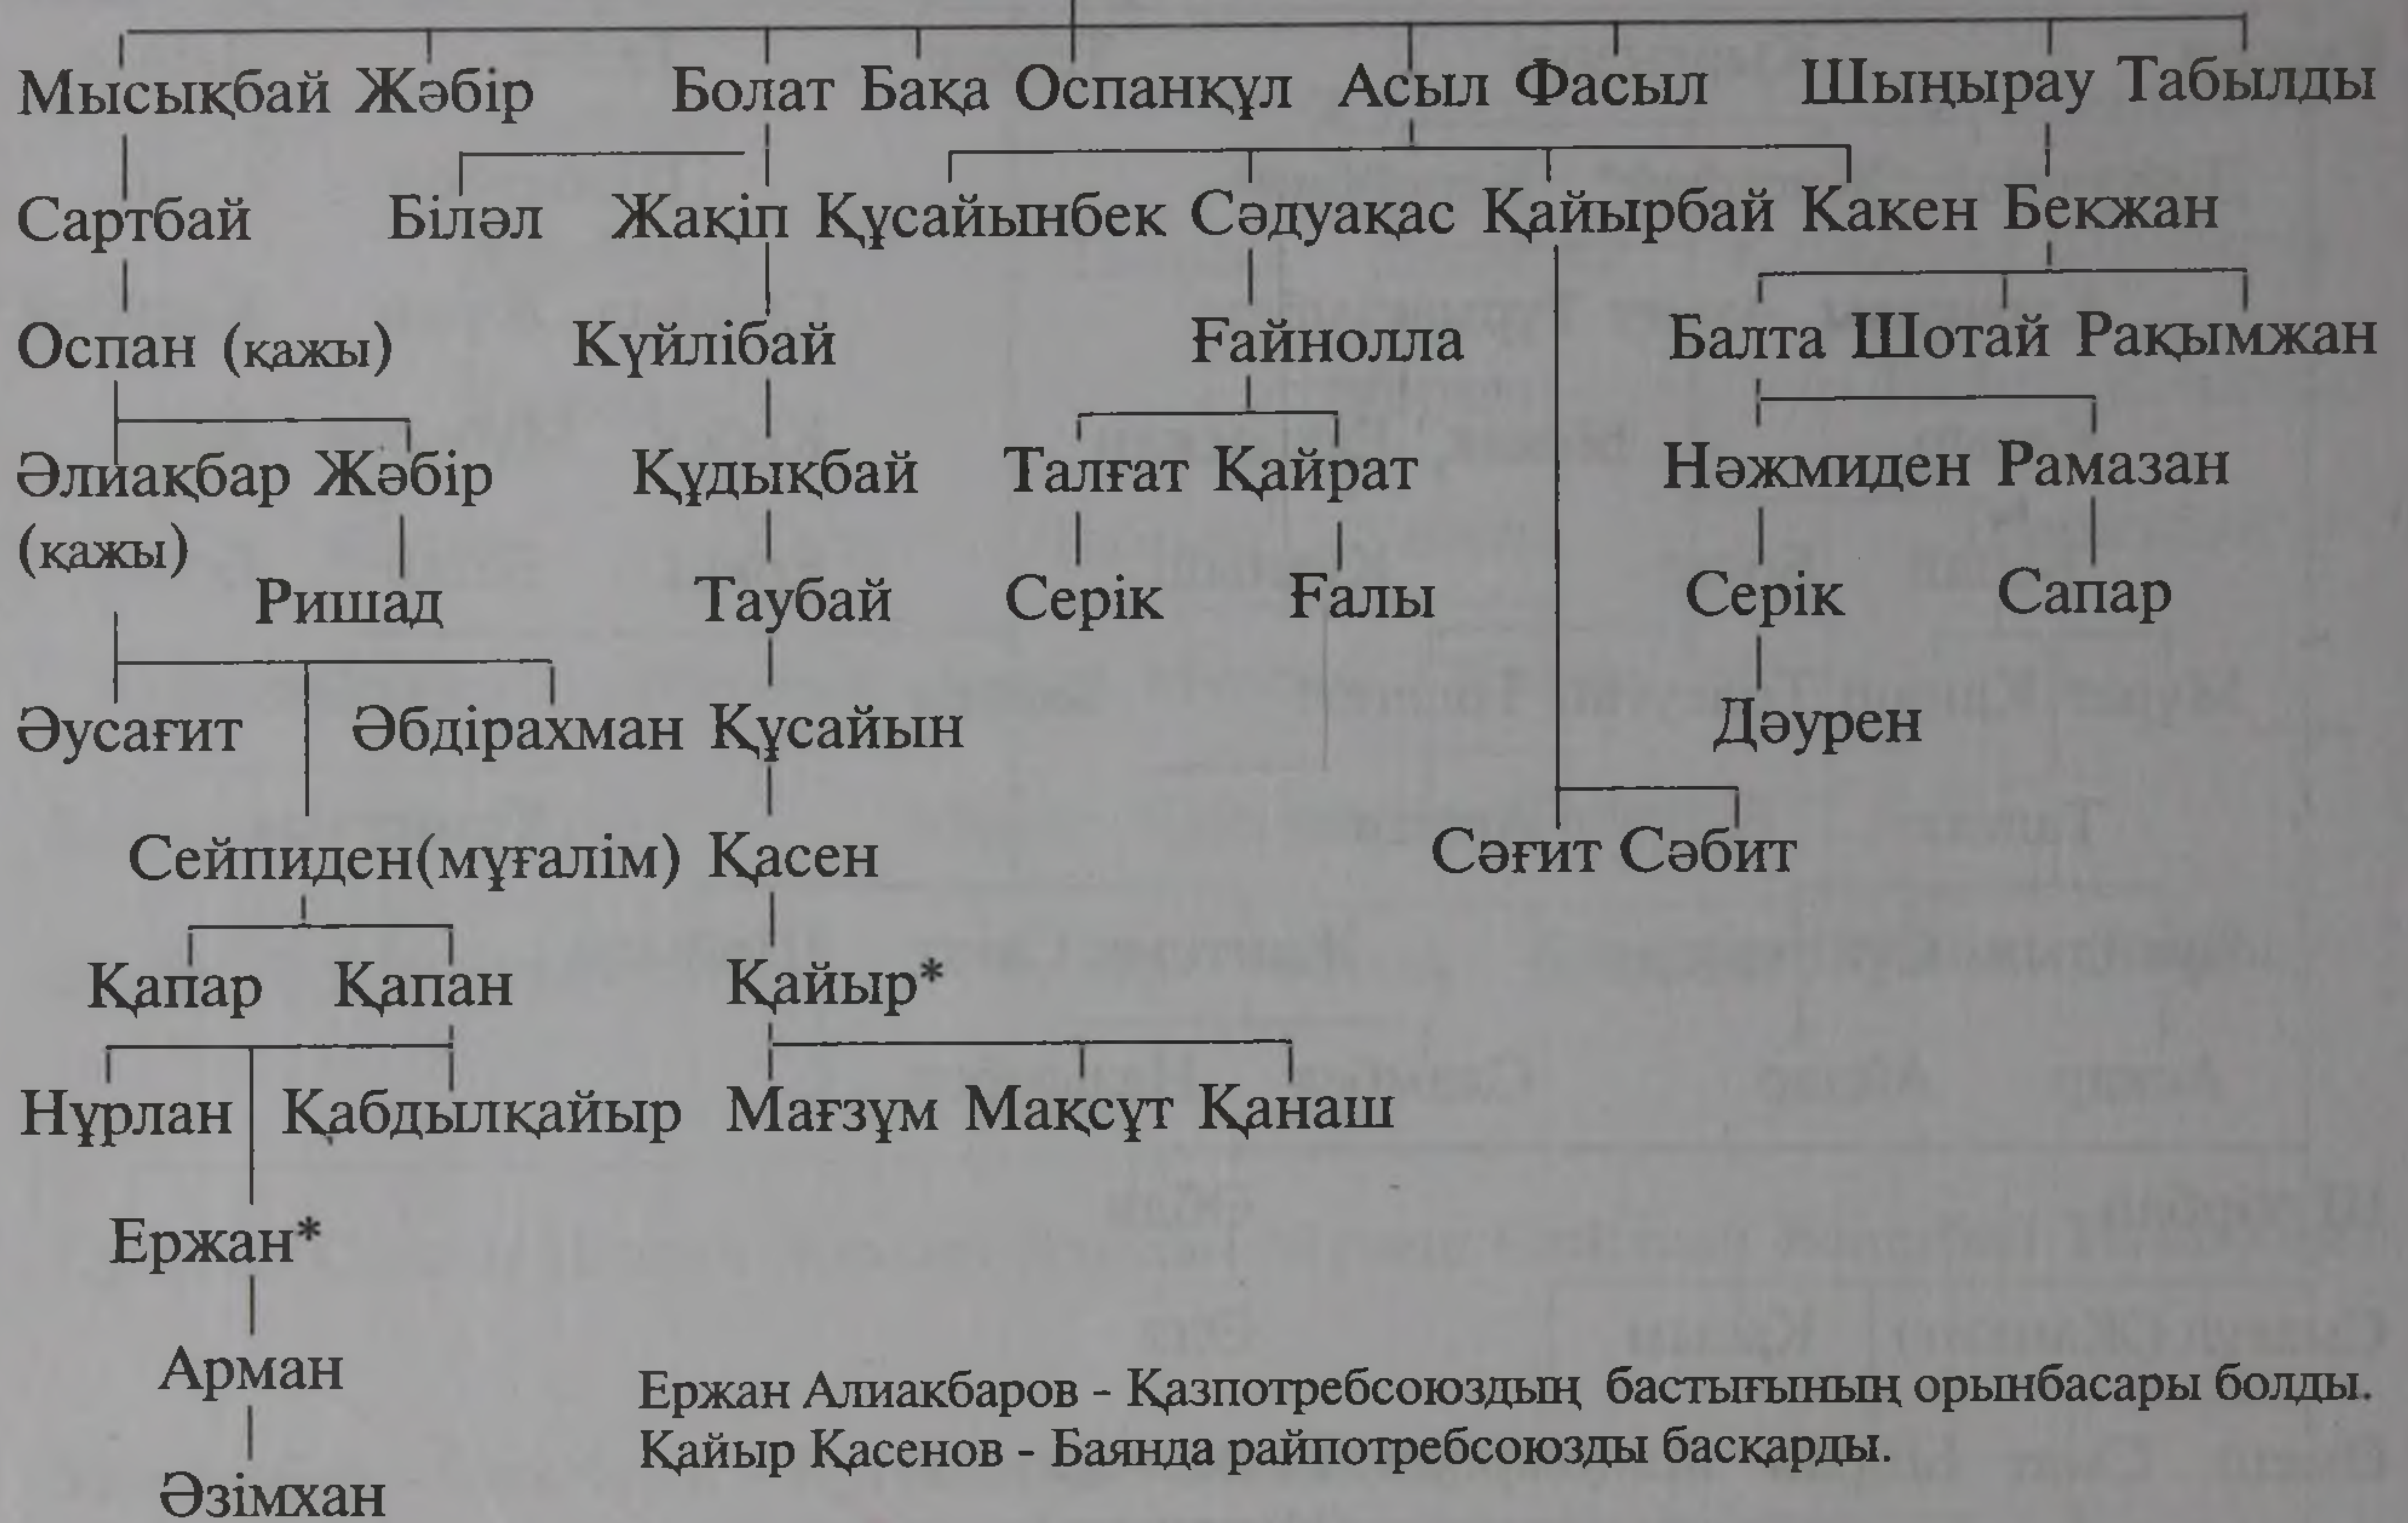 Мысықбай Жәбір Болат Бақа Оспанқұл Асыл Фасыл Шыңырау Табылды
Сартбай Біләл Жақіп Құсайынбек Сәдуақас Қайырбай Какен Бекжан
Оспан (қажы) Күйлібай Ғайнолла Балта Шотай Рақымжан
Әлиақбар Жәбір Құдықбай Талғат Қайрат Нәжмиден Рамазан
(қажы)
Ришад Таубай Серік Ғалы Серік Сапар
Әусағит Әбдірахман Құсайын Дәурен
Сейпиден(мұғалім) Қасен Сәғит Сәбит
Қапар Қапан Қайыр*
Нұрлан Қабдылқайыр Мағзұм Мақсұт Қанаш
Ержан*
Арман
Әзімхан
Ержан Алиакбаров - Қазпотребсоюздың бастығының орынбасары болды.
Қайыр Қасенов - Баянда райпотребсоюзды басқарды.